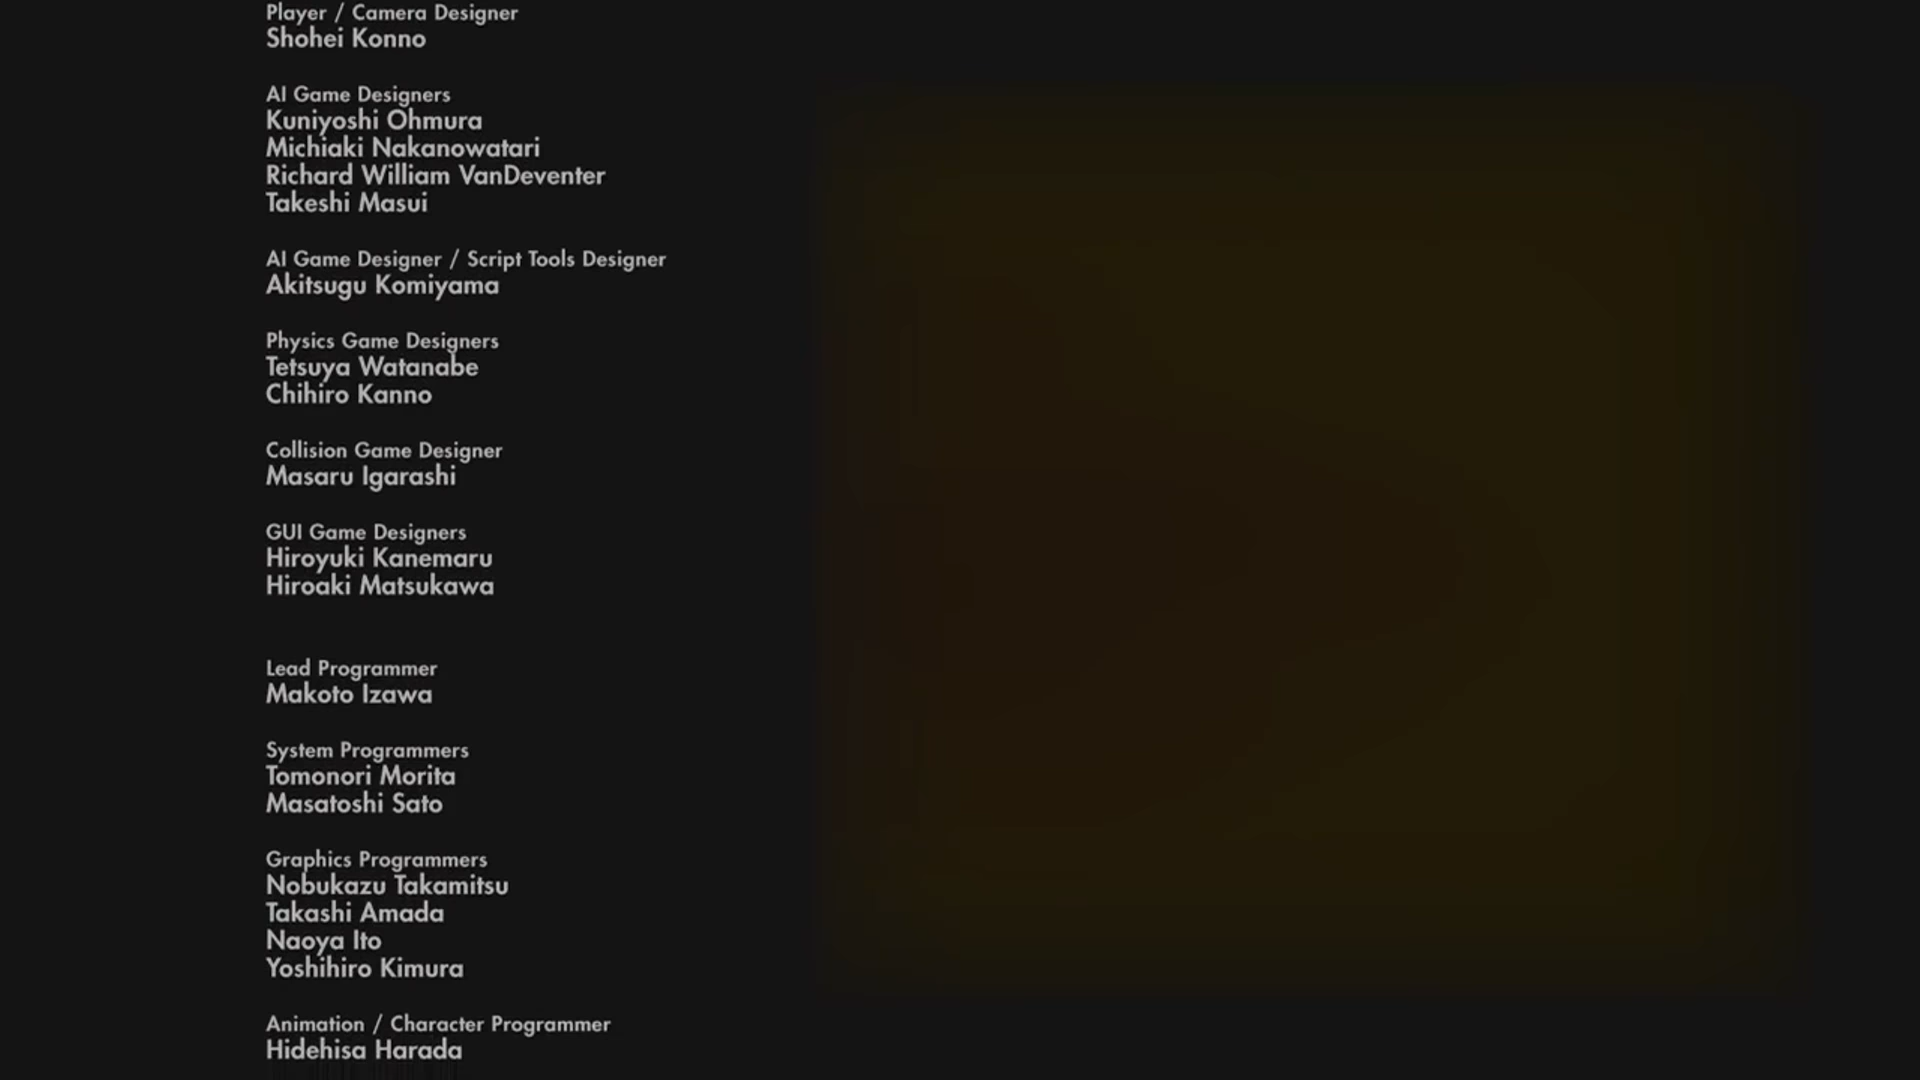 Player / Camera Designer
Shohei Konno
AI Game Designers
Kuniyoshi Ohmura
Michiaki Nakanowatari
Richard William VanDeventer
Takeshi Masui
AI Game Designer / Script Tools Designer
Akitsugu Komiyama
Physics Game Designers
Tetsuya Watanabe
Chihiro Kanno
Collision Game Designer
Masaru Igarashi
GUI Game Designers
Hiroyuki Kanemaru
Hiroaki Matsukawa
Lead Programmer
Makoto Izawa
System Programmers
Tomonori Morita
Masatoshi Sato
Graphics Programmers
Nobukazu Takamitsu
Takashi Amada
Naoya Ito
Yoshihiro Kimura
Animation / Character Programmer
Hidehisa Harada